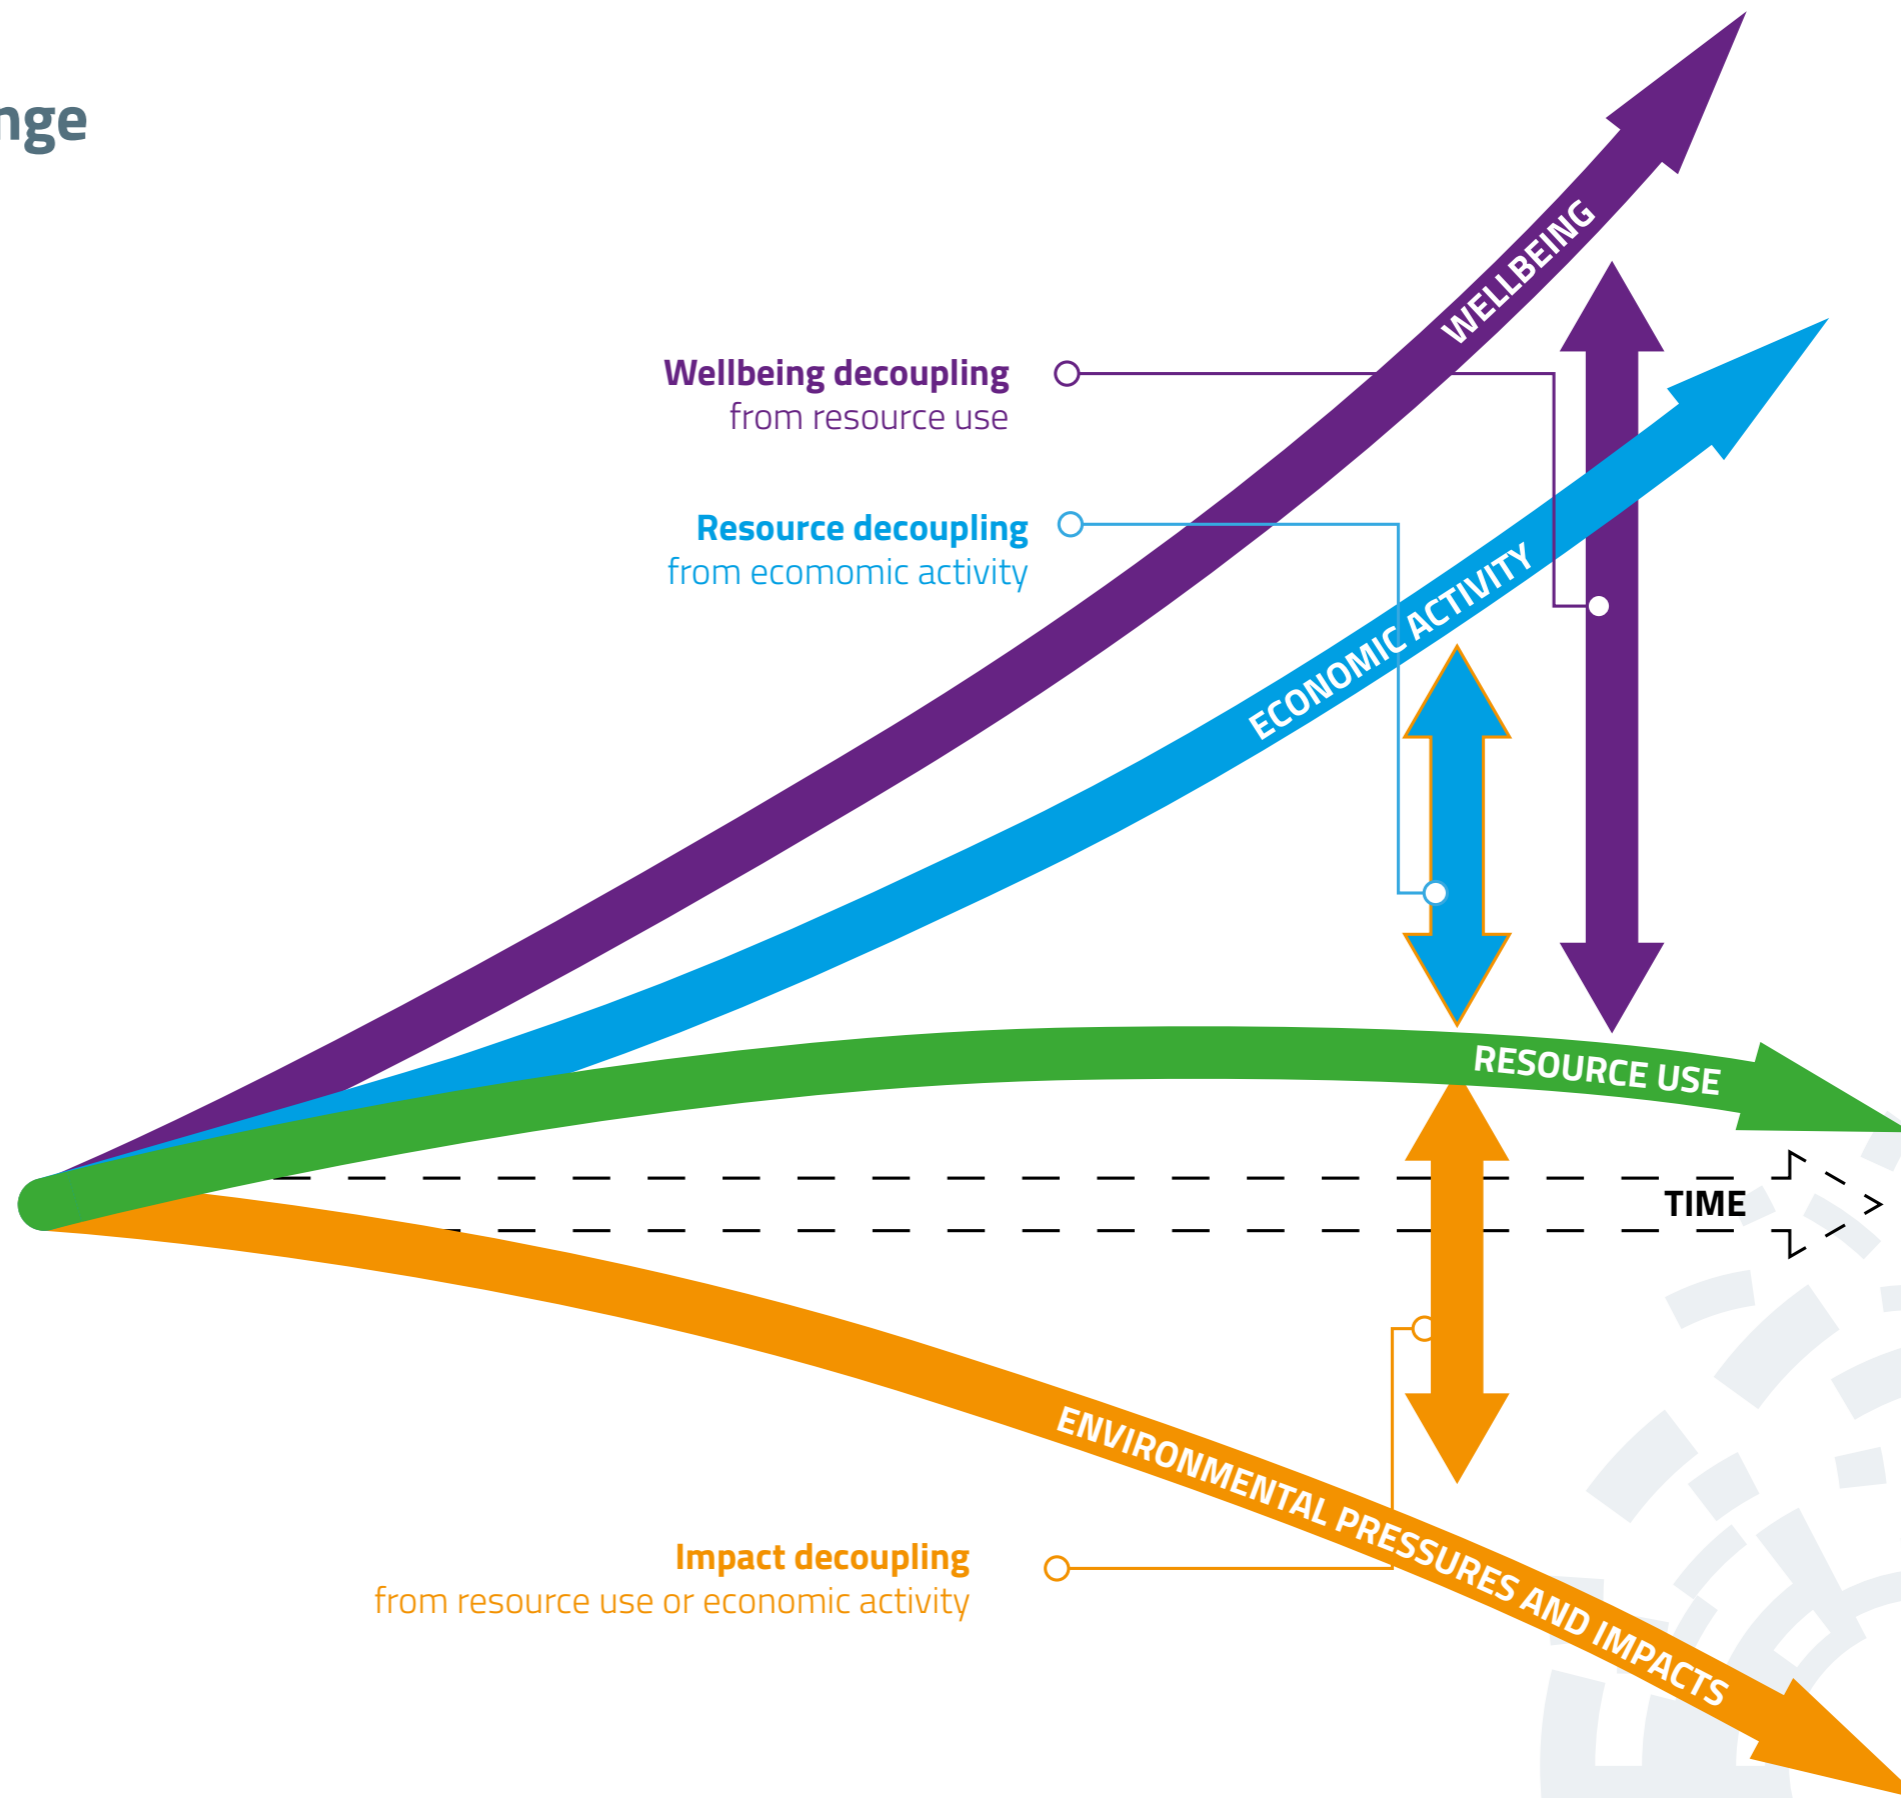 nge
WELLBEING
Wellbeing decoupling
from resource use
Resource decoupling
from ecomomic activity
ECONOMIC ACTIVITY
RESOURCE USE
TIME
ENVIRONMENTAL PRESSURES AND IMPACTS
Impact decoupling
from resource use or economic activity